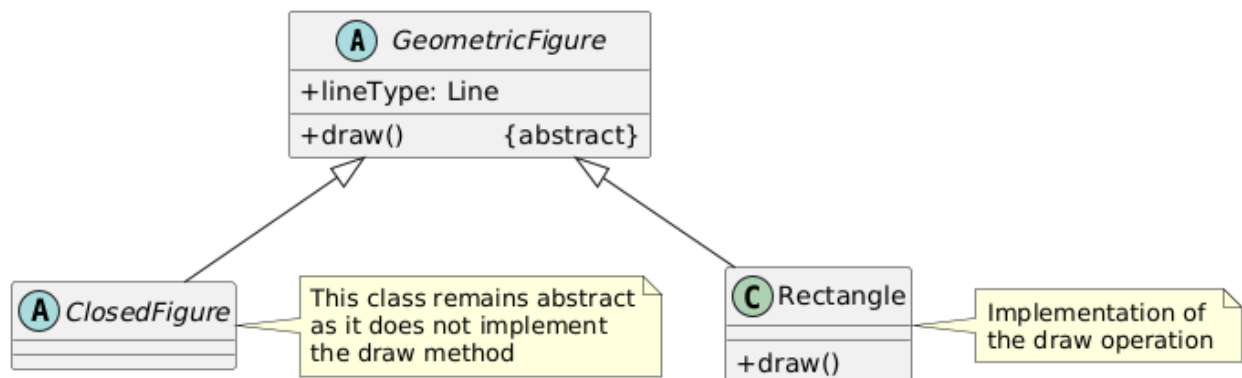 A GeometricFigure
+lineType: Line
+draw() {abstract}
A ClosedFigure
This class remains abstract
as it does not implement
the draw method
C Rectangle
+draw()
Implementation of
the draw operation